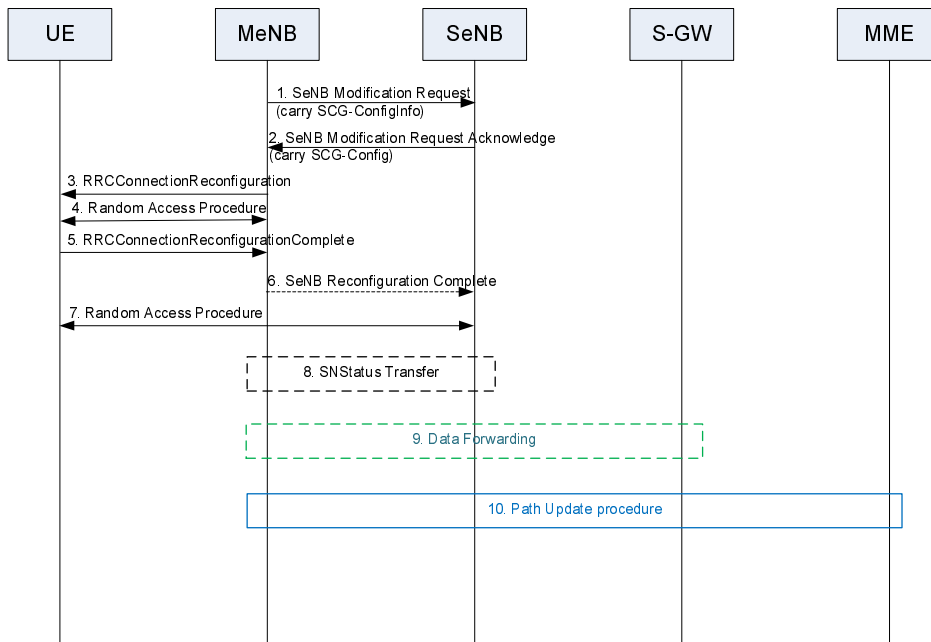 UE
MeNB
SeNB
S-GW
MME
1. SeNB Modification Request
(carry SCG-ConfigInfo)
2. SeNB Modification Request Acknowledge
(carry SCG-Config)
3. RRCConnectionReconfiguration
4. Random Access Procedure
5. RRCConnectionReconfigurationComplete
6. SeNB Reconfiguration Complete
7. Random Access Procedure
8. SNStatus Transfer
9. Data Forwarding
10. Path Update procedure